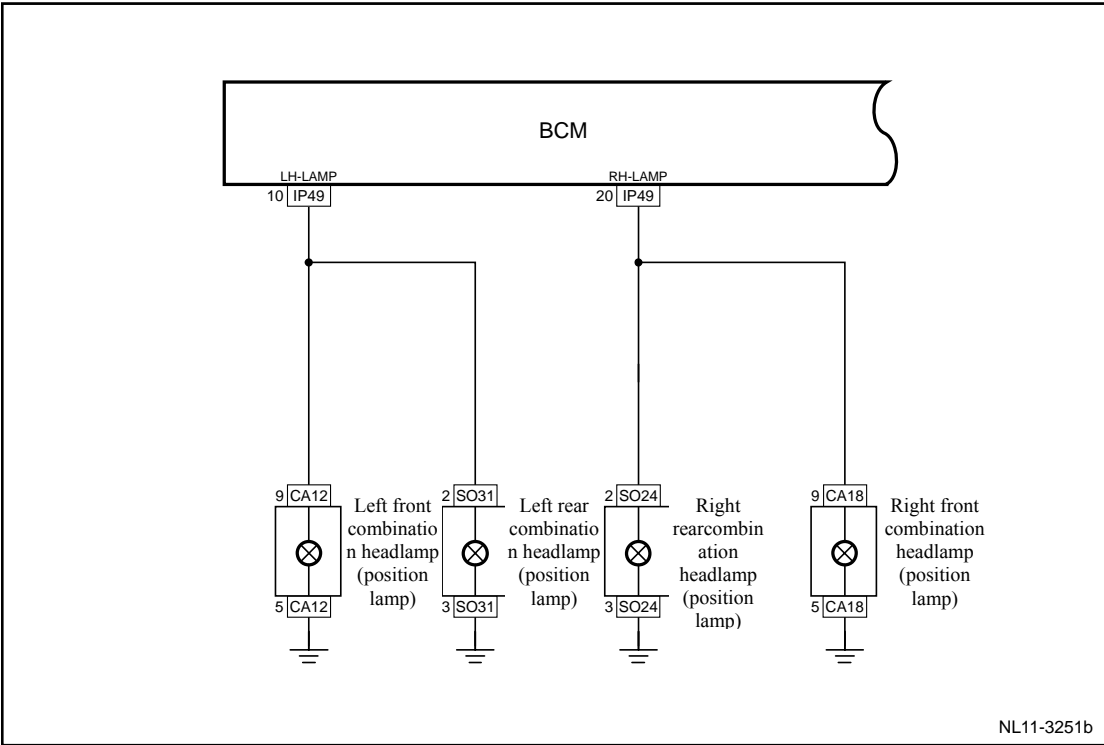 BCM
LH-LAMP
RH-LAMP
10 IP49
20 IP49
9 CA12
Left front
combinatio
n headlamp
(position
lamp)
5 CA12
2 SO31
Left rear
combinatio
n headlamp
(position
lamp)
3 SO31
2 SO24
Right
rearcombin
ation
headlamp
(position
lamp)
3 SO24
9 CA18
Right front
combination
headlamp
(position
lamp)
5 CA18
NL11-3251b